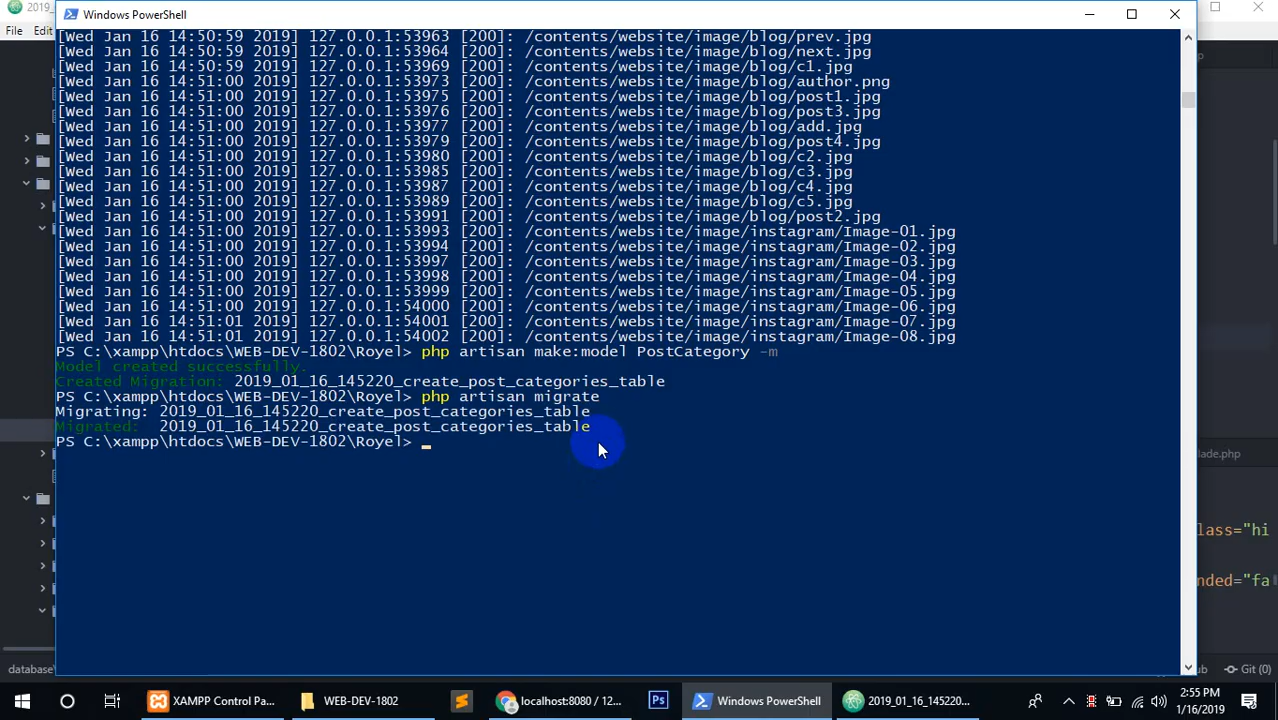 2019_0
Windows PowerShell
File Edit
[Wed Jan 16 14:50:59 2019] 127.0.0.1:53963 [200]: /contents/website/image/blog/prev.jpg
[Wed Jan 16 14:50:59 2019] 127.0.0.1:53964 [200]: /contents/website/image/blog/next.jpg
[Wed Jan 16 14:50:59 2019] 127.0.0.1:53969 [200]: /contents/website/image/blog/c1.jpg
[Wed Jan 16 14:51:00 2019] 127.0.0.1:53973 [200]: /contents/website/image/blog/author.png
[Wed Jan 16 14:51:00 2019] 127.0.0.1:53975 [200]: /contents/website/image/blog/post1.jpg
[Wed Jan 16 14:51:00 2019] 127.0.0.1:53976 [200]: /contents/website/image/blog/post3.jpg
[Wed Jan 16 14:51:00 2019] 127.0.0.1:53977 [200]: /contents/website/image/blog/add.jpg
[Wed Jan 16 14:51:00 2019] 127.0.0.1:53979 [200]: /contents/website/image/blog/post4.jpg
[Wed Jan 16 14:51:00 2019] 127.0.0.1:53980 [200]: /contents/website/image/blog/c2.jpg
[Wed Jan 16 14:51:00 2019] 127.0.0.1:53985 [200]: /contents/website/image/blog/c3.jpg
[Wed Jan 16 14:51:00 2019] 127.0.0.1:53987 [200]: /contents/website/image/blog/c4.jpg
[Wed Jan 16 14:51:00 2019] 127.0.0.1:53989 [200]: /contents/website/image/blog/c5.jpg
[Wed Jan 16 14:51:00 2019] 127.0.0.1:53991 [200]: /contents/website/image/blog/post2.jpg
[Wed Jan 16 14:51:00 2019] 127.0.0.1:53993 [200]: /contents/website/image/instagram/Image-01.jpg
[Wed Jan 16 14:51:00 2019] 127.0.0.1:53994 [200]: /contents/website/image/instagram/Image-02.jpg
[Wed Jan 16 14:51:00 2019] 127.0.0.1:53997 [200]: /contents/website/image/instagram/Image-03.jpg
[Wed Jan 16 14:51:00 2019] 127.0.0.1:53998 [200]: /contents/website/image/instagram/Image-04.jpg
[Wed Jan 16 14:51:00 2019] 127.0.0.1:53999 [200]: /contents/website/image/instagram/Image-05.jpg
[Wed Jan 16 14:51:00 2019] 127.0.0.1:54000 [200]: /contents/website/image/instagram/Image-06.jpg
[Wed Jan 16 14:51:01 2019] 127.0.0.1:54001 [200]: /contents/website/image/instagram/Image-07.jpg
[Wed Jan 16 14:51:01 2019] 127.0.0.1:54002 [200]: /contents/website/image/instagram/Image-08.jpg
PS C:\xampp\htdocs\WEB-DEV-1802\Royel> php artisan make:model PostCategory -m
Model created successfully.
Created Migration: 2019_01_16_145220_create_post_categories_table
PS C:\xampp\htdocs\WEB-DEV-1802\Royel> php artisan migrate
Migrating: 2019_01_16_145220_create_post_categories_table
Migrated:  2019_01_16_145220_create_post_categories_table
PS C:\xampp\htdocs\WEB-DEV-1802\Royel> _
lade.php
lass="hi
nded="fa
database\
ub Git (0)
XAMPP Control Pa... WEB-DEV-1802 localhost:8080 / 12... Ps Windows PowerShell 2019_01_16_145220... 2:55 PM
1/16/2019